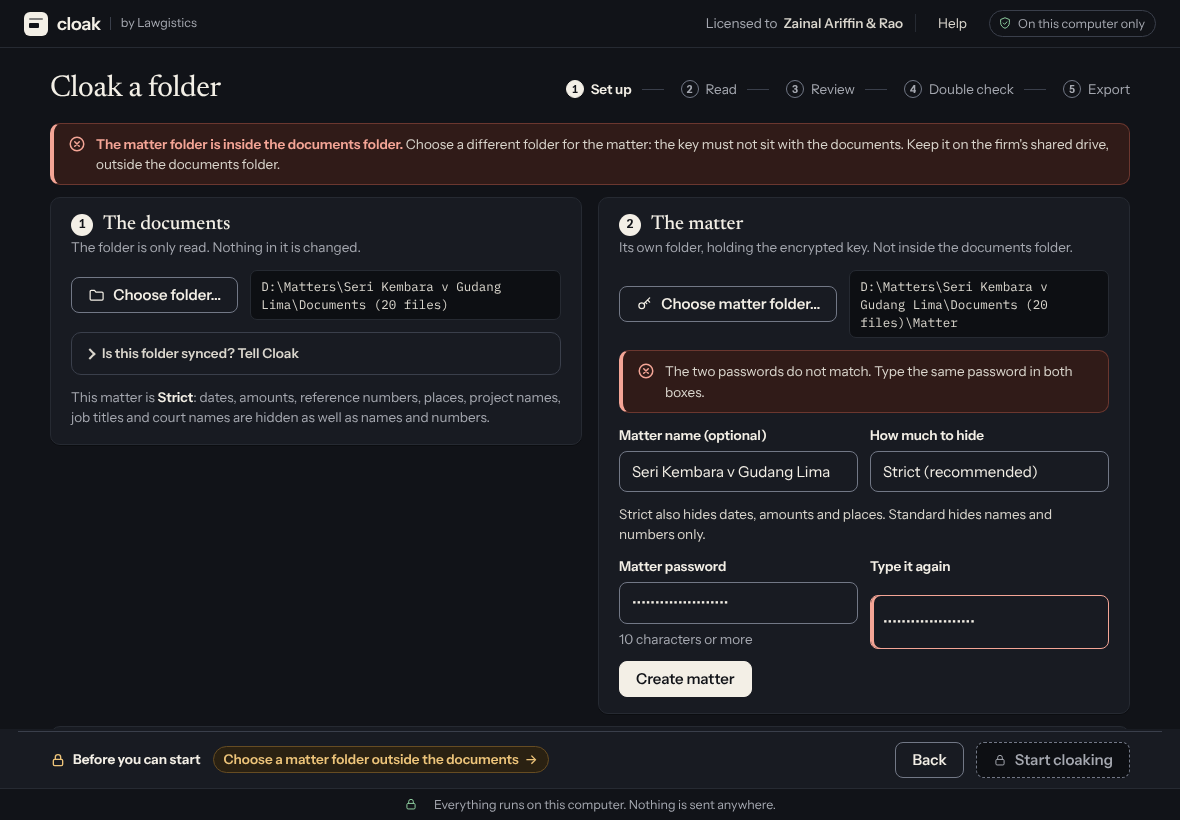 cloak
by Lawgistics
Licensed to Zainal Ariffin & Rao
Help
On this computer only
Cloak a folder
1 Set up
2 Read
3 Review
4 Double check
5 Export
The matter folder is inside the documents folder. Choose a different folder for the matter: the key must not sit with the documents. Keep it on the firm's shared drive,
outside the documents folder.
1 The documents
The folder is only read. Nothing in it is changed.
Choose folder...
D:\Matters\Seri Kembara v Gudang
Lima\Documents (20 files)
Is this folder synced? Tell Cloak
This matter is Strict: dates, amounts, reference numbers, places, project names,
job titles and court names are hidden as well as names and numbers.
2 The matter
Its own folder, holding the encrypted key. Not inside the documents folder.
Choose matter folder...
D:\Matters\Seri Kembara v
Gudang Lima\Documents (20
files)\Matter
The two passwords do not match. Type the same password in both
boxes.
Matter name (optional)
How much to hide
Seri Kembara v Gudang Lima
Strict (recommended)
Strict also hides dates, amounts and places. Standard hides names and
numbers only.
Matter password
Type it again
10 characters or more
Create matter
Before you can start
Choose a matter folder outside the documents →
Back
Start cloaking
Everything runs on this computer. Nothing is sent anywhere.